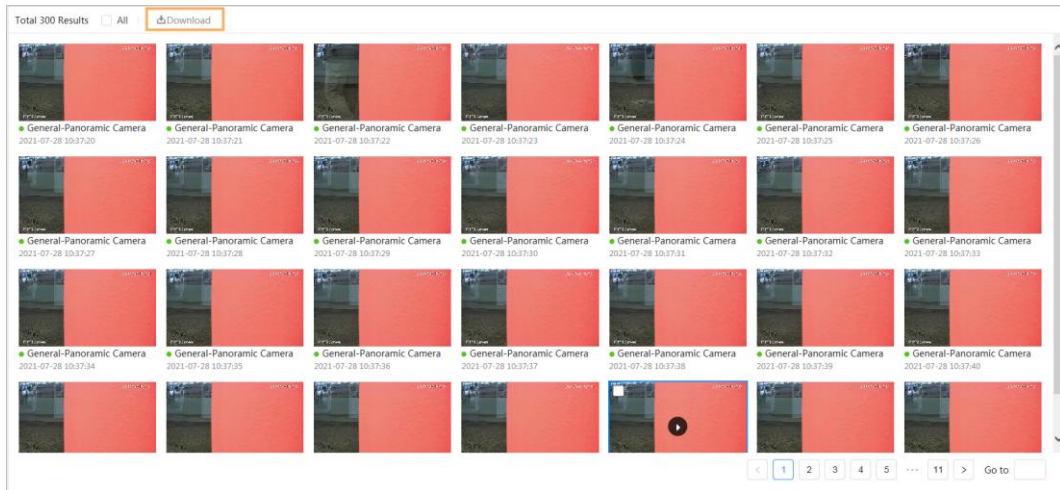 Total 300 Results All Download
General-Panoramic Camera General-Panoramic Camera General-Panoramic Camera General-Panoramic Camera General-Panoramic Camera General-Panoramic Camera General-Panoramic Camera
2021-07-28 10:37:20 2021-07-28 10:37:21 2021-07-28 10:37:22 2021-07-28 10:37:23 2021-07-28 10:37:24 2021-07-28 10:37:25 2021-07-28 10:37:26
General-Panoramic Camera General-Panoramic Camera General-Panoramic Camera General-Panoramic Camera General-Panoramic Camera General-Panoramic Camera General-Panoramic Camera
2021-07-28 10:37:27 2021-07-28 10:37:28 2021-07-28 10:37:29 2021-07-28 10:37:30 2021-07-28 10:37:31 2021-07-28 10:37:32 2021-07-28 10:37:33
General-Panoramic Camera General-Panoramic Camera General-Panoramic Camera General-Panoramic Camera General-Panoramic Camera General-Panoramic Camera General-Panoramic Camera
2021-07-28 10:37:34 2021-07-28 10:37:35 2021-07-28 10:37:36 2021-07-28 10:37:37 2021-07-28 10:37:38 2021-07-28 10:37:39 2021-07-28 10:37:40
< 1 2 3 4 5 ··· 11 > Go to